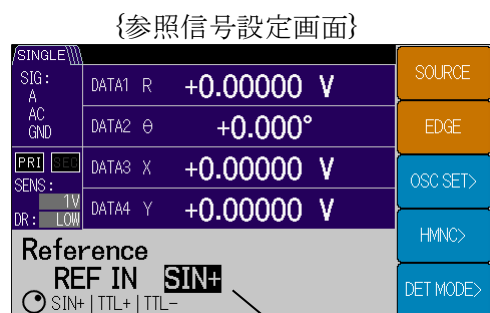 {参照信号設定画面}
SINGLE
SIG:
A
AC
GND
PRI SEC
SENS:
1V
DR: LOW
DATA1 R +0.00000 V
DATA2 θ +0.000°
DATA3 X +0.00000 V
DATA4 Y +0.00000 V
Reference
REF IN SIN+
SIN+|TTL+|TTL-
SOURCE
EDGE
OSC SET>
HMNC>
DET MODE>